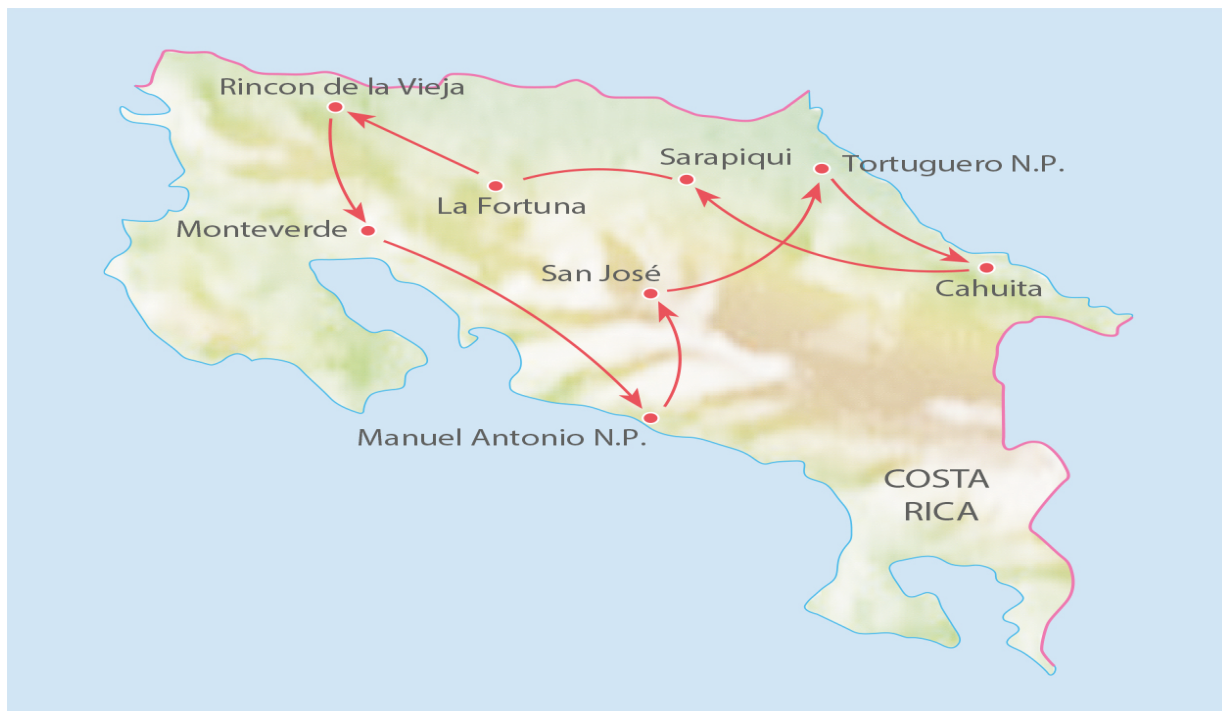 Rincon de la Vieja
Sarapiqui
Tortuguero N.P.
La Fortuna
Monteverde
San José
Cahuita
Manuel Antonio N.P.
COSTA
RICA